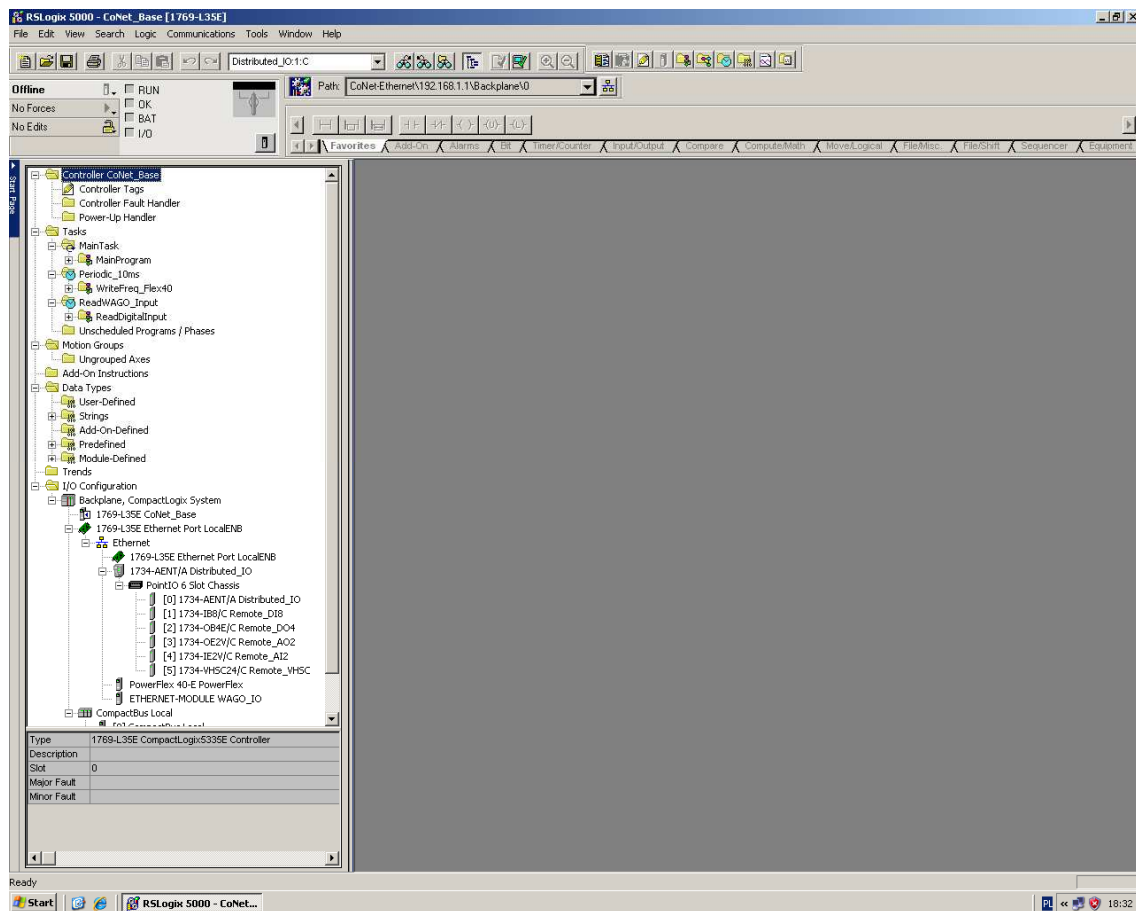 RSLogix 5000 - CoNet_Base [1769-L35E]
File Edit View Search Logic Communications Tools Window Help
Distributed_IO:1:C
Offline
RUN
No Forces
OK
No Edits
BAT
I/O
Path: CoNet-Ethernet\192.168.1.1\Backplane\0
Favorites Add-On Alarms Bit Timer/Counter Input/Output Compare Compute/Math Move/Logical File/Misc. File/Shift Sequencer Equipment
Start Page
Controller CoNet_Base
Controller Tags
Controller Fault Handler
Power-Up Handler
Tasks
MainTask
MainProgram
Periodic_10ms
WriteFreq_Flex40
ReadWAGO_Input
ReadDigitalInput
Unscheduled Programs / Phases
Motion Groups
Ungrouped Axes
Add-On Instructions
Data Types
User-Defined
Strings
Add-On-Defined
Predefined
Module-Defined
Trends
I/O Configuration
Backplane, CompactLogix System
1769-L35E CoNet_Base
1769-L35E Ethernet Port LocalENB
Ethernet
1769-L35E Ethernet Port LocalENB
1734-AENT/A Distributed_IO
PointIO 6 Slot Chassis
[0] 1734-AENT/A Distributed_IO
[1] 1734-IB8/C Remote_DI8
[2] 1734-OB4E/C Remote_DO4
[3] 1734-OE2V/C Remote_AO2
[4] 1734-IE2V/C Remote_AI2
[5] 1734-VHSC24/C Remote_VHSC
PowerFlex 40-E PowerFlex
ETHERNET-MODULE WAGO_IO
CompactBus Local
[0] CompactBus Local
Type 1769-L35E CompactLogix5335E Controller
Description
Slot 0
Major Fault
Minor Fault
Ready
Start RSLogix 5000 - CoNet... PL « 18:32